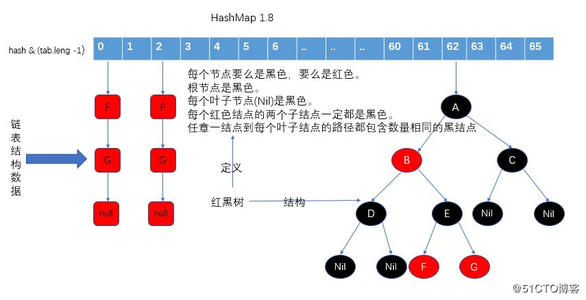 HashMap 1.8
hash & (tab.leng -1)
0 1 2 3 4 5 6 .. .. .. 60 61 62 63 64 65
每个节点要么是黑色，要么是红色。
根节点是黑色。
每个叶子节点(Nil)是黑色。
每个红色结点的两个子结点一定都是黑色。
任意一结点到每个叶子结点的路径都包含数量相同的黑结点
F F A
链表结构数据
G G B C
定义
null null 红黑树 结构 D E Nil Nil
Nil Nil F G
@51CTO博客